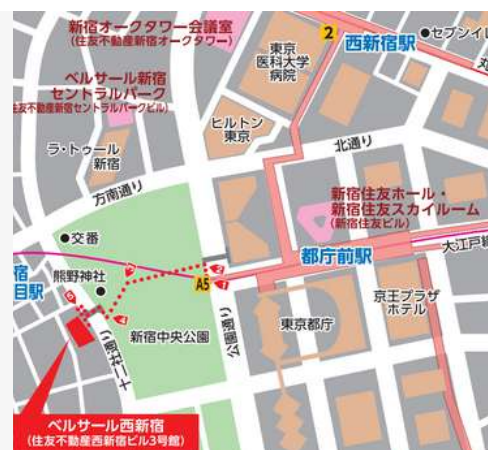 新宿オークタワー会議室
(住友不動産新宿オークタワー)
東京
医科大学
病院
2
西新宿駅
●セブンイレ
丸
ベルサール新宿
セントラルパーク
住友不動産新宿セントラルパークビル)
ヒルトン
東京
北通り
ラ・トゥール
新宿
方南通り
新宿住友ホール・
新宿住友スカイルーム
(新宿住友ビル)
●交番
都庁前駅
大江戸線
宿
目駅
熊野神社
A5
京王プラザ
ホテル
新宿中央公園
公園通り
東京都庁
十二社通り
ベルサール西新宿
(住友不動産西新宿ビル3号館)